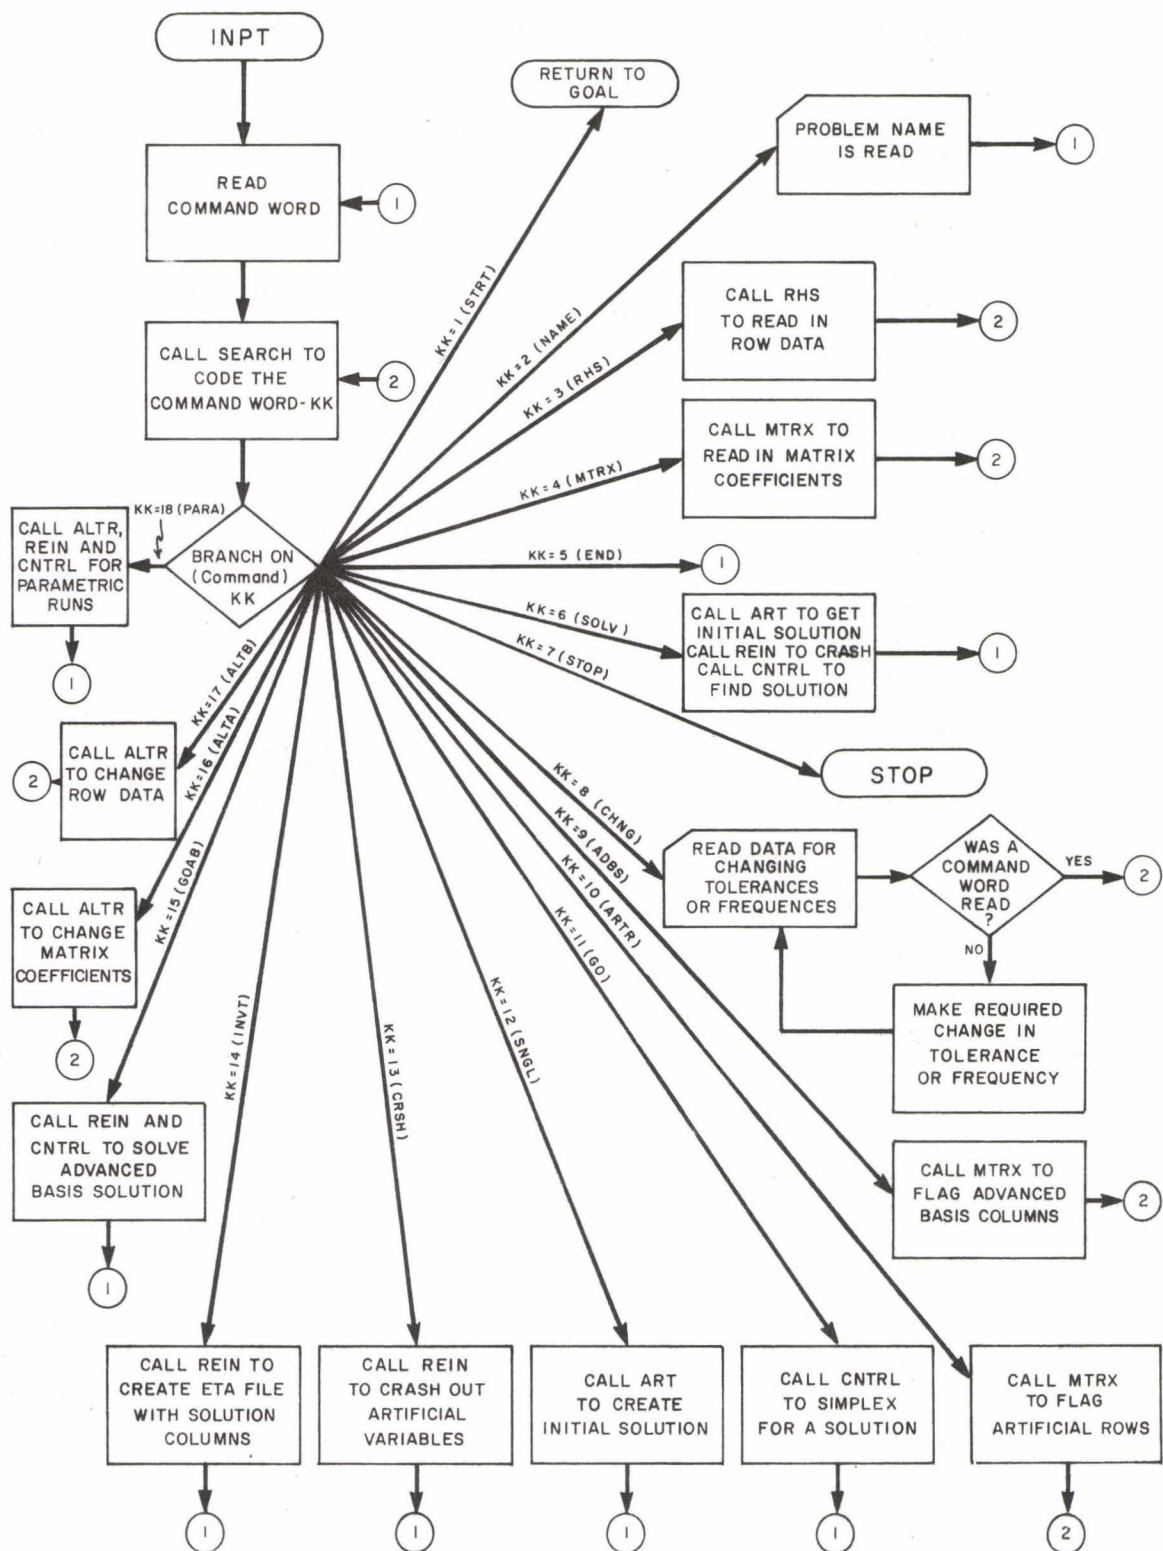 INPT
READ
COMMAND WORD
1
CALL SEARCH TO
CODE THE
COMMAND WORD-KK
2
BRANCH ON
(Command)
KK
KK=1 (STRT)
RETURN TO
GOAL
KK=2 (NAME)
PROBLEM NAME
IS READ
1
KK=3 (RHS)
CALL RHS
TO READ IN
ROW DATA
2
KK=4 (MTRX)
CALL MTRX TO
READ IN MATRIX
COEFFICIENTS
2
KK=5 (END)
1
KK=6 (SOLV)
CALL ART TO GET
INITIAL SOLUTION
CALL REIN TO CRASH
CALL CNTRL TO
FIND SOLUTION
1
KK=7 (STOP)
STOP
KK=8 (CHNG)
READ DATA FOR
CHANGING
TOLERANCES
OR FREQUENCES
WAS A
COMMAND
WORD
READ
?
YES
2
NO
MAKE REQUIRED
CHANGE IN
TOLERANCE
OR FREQUENCY
KK=9 (ADBS)
CALL MTRX TO
FLAG ADVANCED
BASIS COLUMNS
2
KK=10 (ARTR)
CALL MTRX
TO FLAG
ARTIFICIAL ROWS
2
KK=11 (GO)
CALL CNTRL
TO SIMPLEX
FOR A SOLUTION
1
KK=12 (SNGL)
CALL ART
TO CREATE
INITIAL SOLUTION
1
KK=13 (CRSH)
CALL REIN
TO CRASH OUT
ARTIFICIAL
VARIABLES
1
KK=14 (INVT)
CALL REIN TO
CREATE ETA FILE
WITH SOLUTION
COLUMNS
1
KK=15 (GOAB)
CALL REIN AND
CNTRL TO SOLVE
ADVANCED
BASIS SOLUTION
1
KK=16 (ALTA)
CALL ALTR
TO CHANGE
MATRIX
COEFFICIENTS
2
KK=17 (ALTB)
CALL ALTR
TO CHANGE
ROW DATA
2
KK=18 (PARA)
CALL ALTR,
REIN AND
CNTRL FOR
PARAMETRIC
RUNS
1